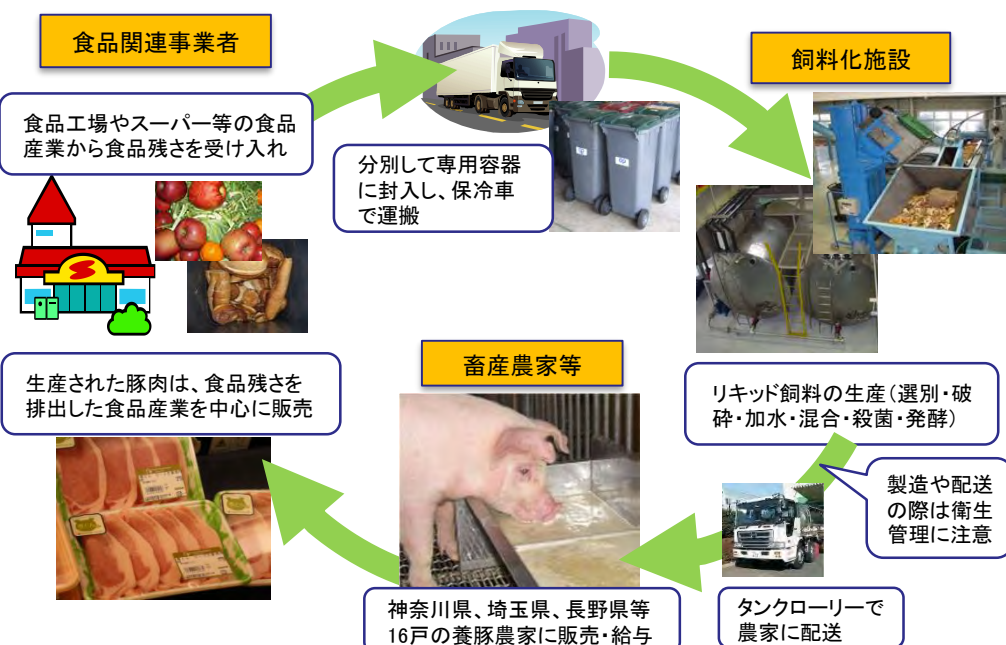 食品関連事業者
食品工場やスーパー等の食品
産業から食品残さを受け入れ
分別して専用容器
に封入し、保冷車
で運搬
飼料化施設
リキッド飼料の生産(選別・破
砕・加水・混合・殺菌・発酵)
製造や配送
の際は衛生
管理に注意
タンクローリーで
農家に配送
畜産農家等
神奈川県、埼玉県、長野県等
16戸の養豚農家に販売・給与
生産された豚肉は、食品残さを
排出した食品産業を中心に販売